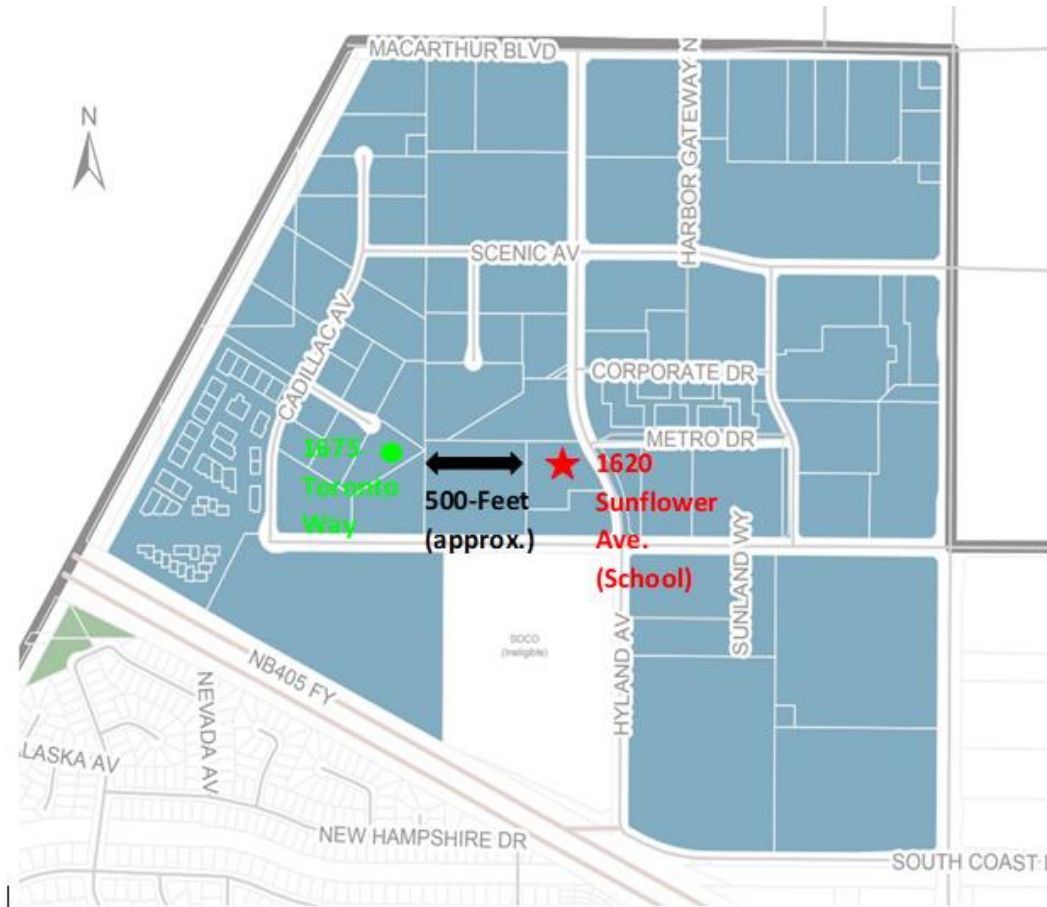 MACARTHUR BLVD
N
HARBOR GATEWAY N
SCENIC AV
CADILLAC AV
CORPORATE DR
METRO DR
1675
Toronto
Way
500-Feet
(approx.)
1620
Sunflower
Ave.
(School)
SUNLAND WY
SOCO
(Ineligible)
HYLAND AV
NB405 FY
NEVADA AV
ALASKA AV
NEW HAMPSHIRE DR
SOUTH COAST